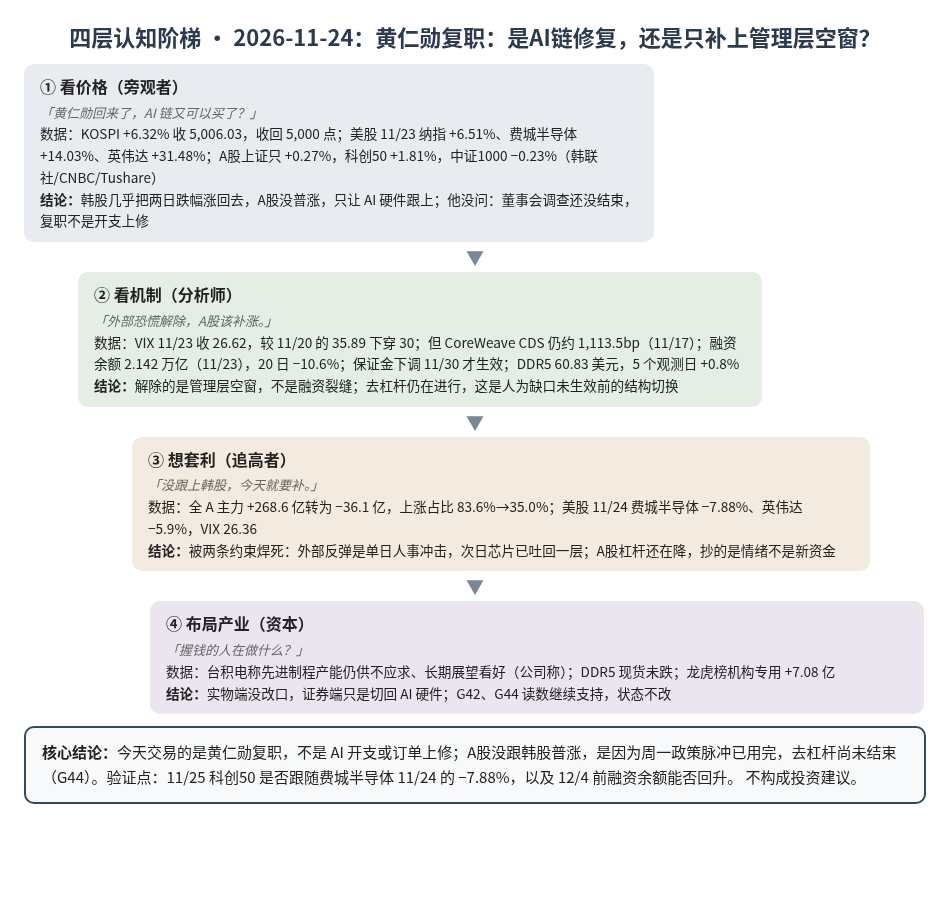 四层认知阶梯 · 2026-11-24：黄仁勋复职：是AI链修复，还是只补上管理层空窗？
① 看价格（旁观者）
「黄仁勋回来了，AI 链又可以买了？」
数据：KOSPI +6.32% 收 5,006.03，收回 5,000 点；美股 11/23 纳指 +6.51%、费城半导体
+14.03%、英伟达 +31.48%；A股上证只 +0.27%，科创50 +1.81%，中证1000 −0.23%（韩联
社/CNBC/Tushare）
结论：韩股几乎把两日跌幅涨回去，A股没普涨，只让 AI 硬件跟上；他没问：董事会调查还没结束，
复职不是开支上修
② 看机制（分析师）
「外部恐慌解除，A股该补涨。」
数据：VIX 11/23 收 26.62，较 11/20 的 35.89 下穿 30；但 CoreWeave CDS 仍约 1,113.5bp（11/17）；融资
余额 2.142 万亿（11/23），20 日 −10.6%；保证金下调 11/30 才生效；DDR5 60.83 美元，5 个观测日 +0.8%
结论：解除的是管理层空窗，不是融资裂缝；去杠杆仍在进行，这是人为缺口未生效前的结构切换
③ 想套利（追高者）
「没跟上韩股，今天就要补。」
数据：全 A 主力 +268.6 亿转为 −36.1 亿，上涨占比 83.6%→35.0%；美股 11/24 费城半导体 −7.88%、英伟达
−5.9%，VIX 26.36
结论：被两条约束焊死：外部反弹是单日人事冲击，次日芯片已吐回一层；A股杠杆还在降，抄的是情绪不是新资金
④ 布局产业（资本）
「握钱的人在做什么？」
数据：台积电称先进制程产能仍供不应求、长期展望看好（公司称）；DDR5 现货未跌；龙虎榜机构专用 +7.08 亿
结论：实物端没改口，证券端只是切回 AI 硬件；G42、G44 读数继续支持，状态不改
核心结论：今天交易的是黄仁勋复职，不是 AI 开支或订单上修；A股没跟韩股普涨，是因为周一政策脉冲已用完，去杠杆尚未结束
（G44）。验证点：11/25 科创50 是否跟随费城半导体 11/24 的 −7.88%，以及 12/4 前融资余额能否回升。 不构成投资建议。